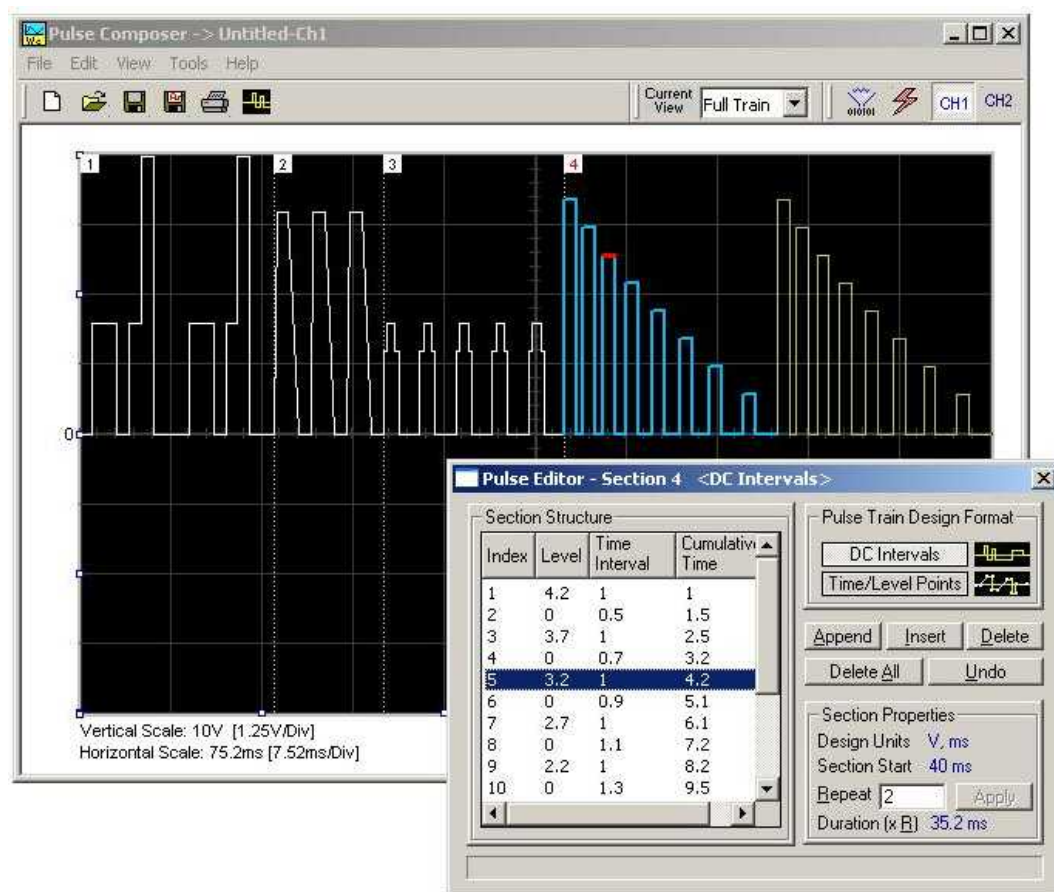 Pulse Composer -> Untitled-Ch1
File Edit View Tools Help
Current View Full Train CH1 CH2
1 2 3 4
0
Vertical Scale: 10V [1.25V/Div]
Horizontal Scale: 75.2ms [7.52ms/Div]
Pulse Editor - Section 4 <DC Intervals>
Section Structure
Index Level Time Interval Cumulativ Time
1 4.2 1 1
2 0 0.5 1.5
3 3.7 1 2.5
4 0 0.7 3.2
5 3.2 1 4.2
6 0 0.9 5.1
7 2.7 1 6.1
8 0 1.1 7.2
9 2.2 1 8.2
10 0 1.3 9.5
Pulse Train Design Format
DC Intervals
Time/Level Points
Append Insert Delete
Delete All Undo
Section Properties
Design Units V, ms
Section Start 40 ms
Repeat 2 Apply
Duration (x R) 35.2 ms